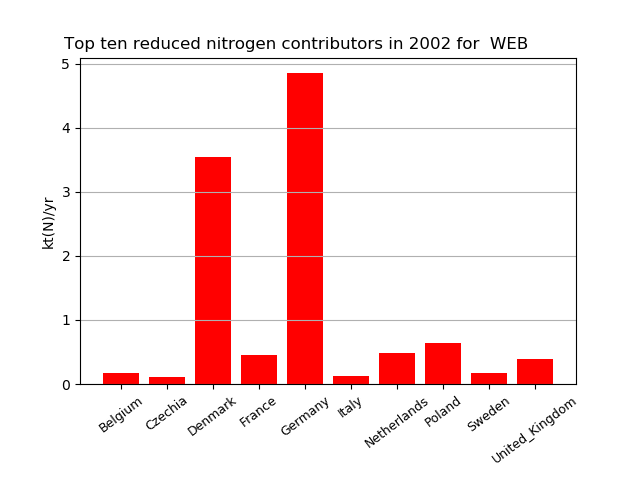 Top ten reduced nitrogen contributors in 2002 for  WEB
kt(N)/yr
5
4
3
2
1
0
Belgium
Czechia
Denmark
France
Germany
Italy
Netherlands
Poland
Sweden
United_Kingdom